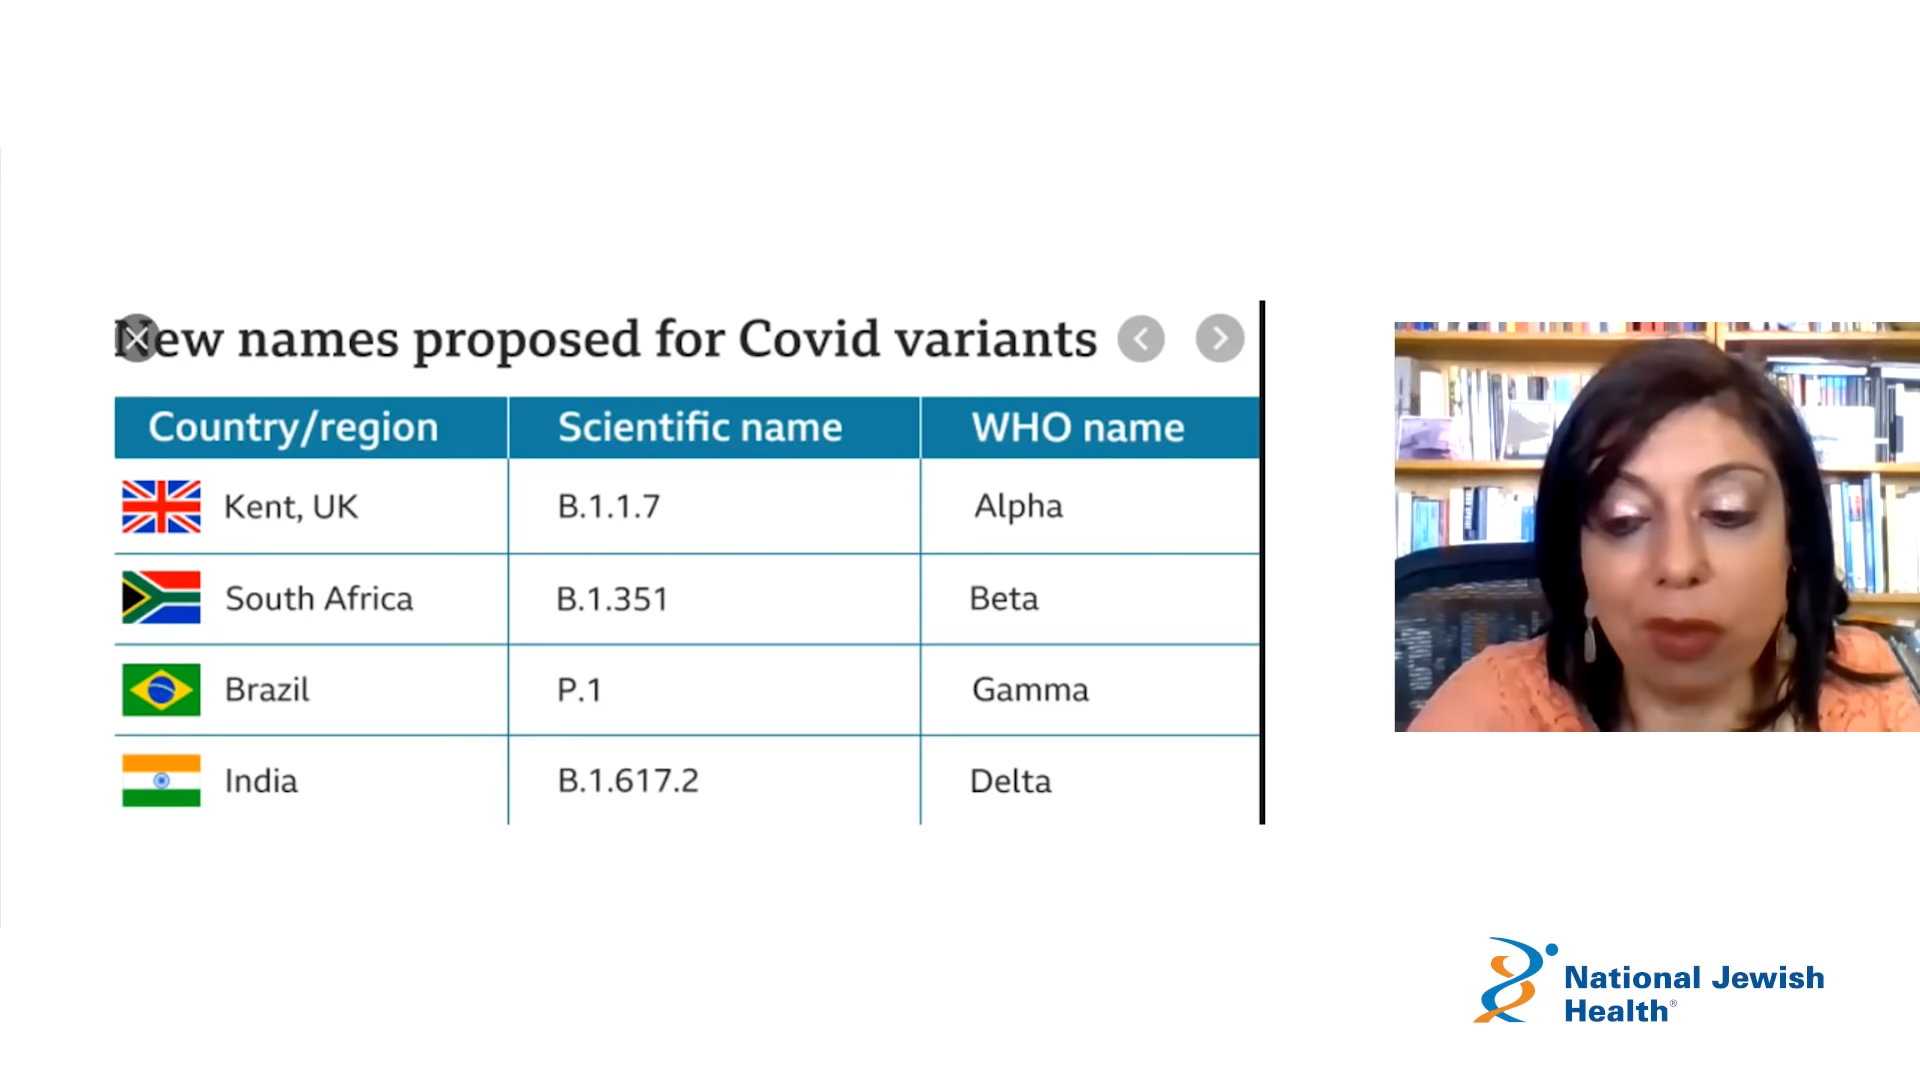 New names proposed for Covid variants
Country/region Scientific name WHO name
Kent, UK B.1.1.7 Alpha
South Africa B.1.351 Beta
Brazil P.1 Gamma
India B.1.617.2 Delta
National Jewish
Health®